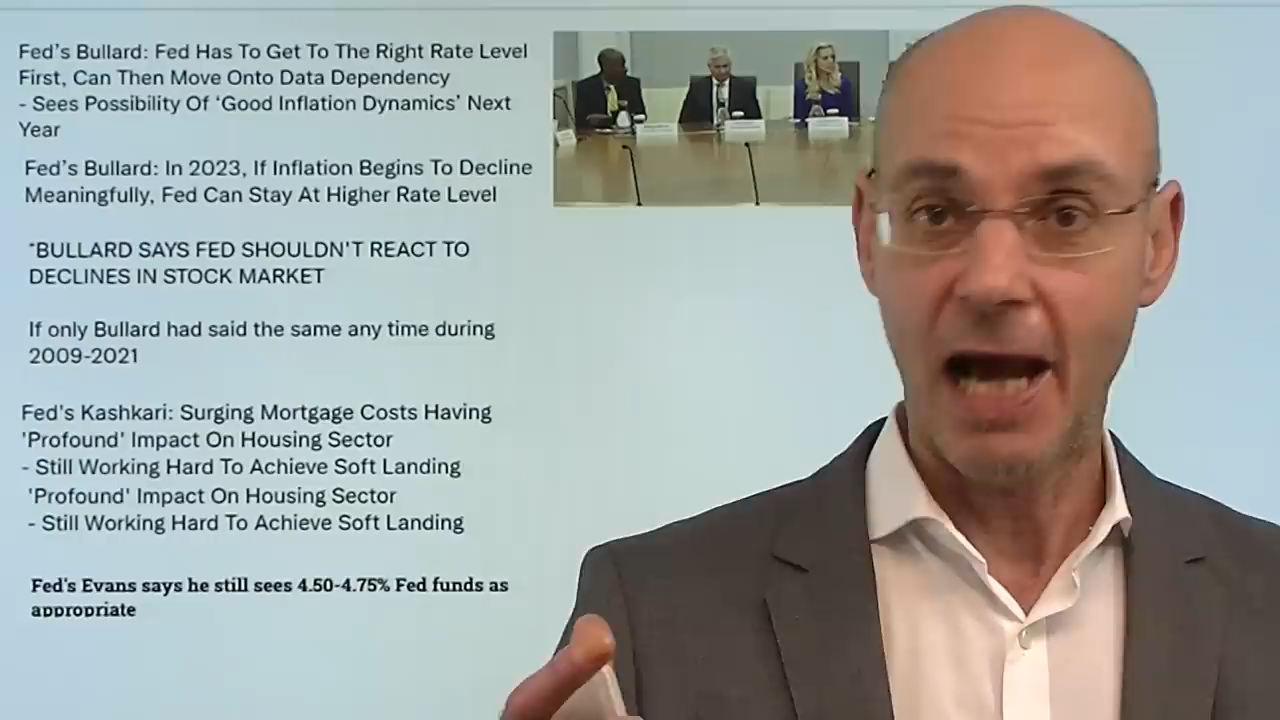 Fed's Bullard: Fed Has To Get To The Right Rate Level
First, Can Then Move Onto Data Dependency
- Sees Possibility Of ‘Good Inflation Dynamics’ Next
Year
Fed's Bullard: In 2023, If Inflation Begins To Decline
Meaningfully, Fed Can Stay At Higher Rate Level
*BULLARD SAYS FED SHOULDN'T REACT TO
DECLINES IN STOCK MARKET
If only Bullard had said the same any time during
2009-2021
Fed's Kashkari: Surging Mortgage Costs Having
'Profound' Impact On Housing Sector
- Still Working Hard To Achieve Soft Landing
'Profound' Impact On Housing Sector
- Still Working Hard To Achieve Soft Landing
Fed's Evans says he still sees 4.50-4.75% Fed funds as
appropriate